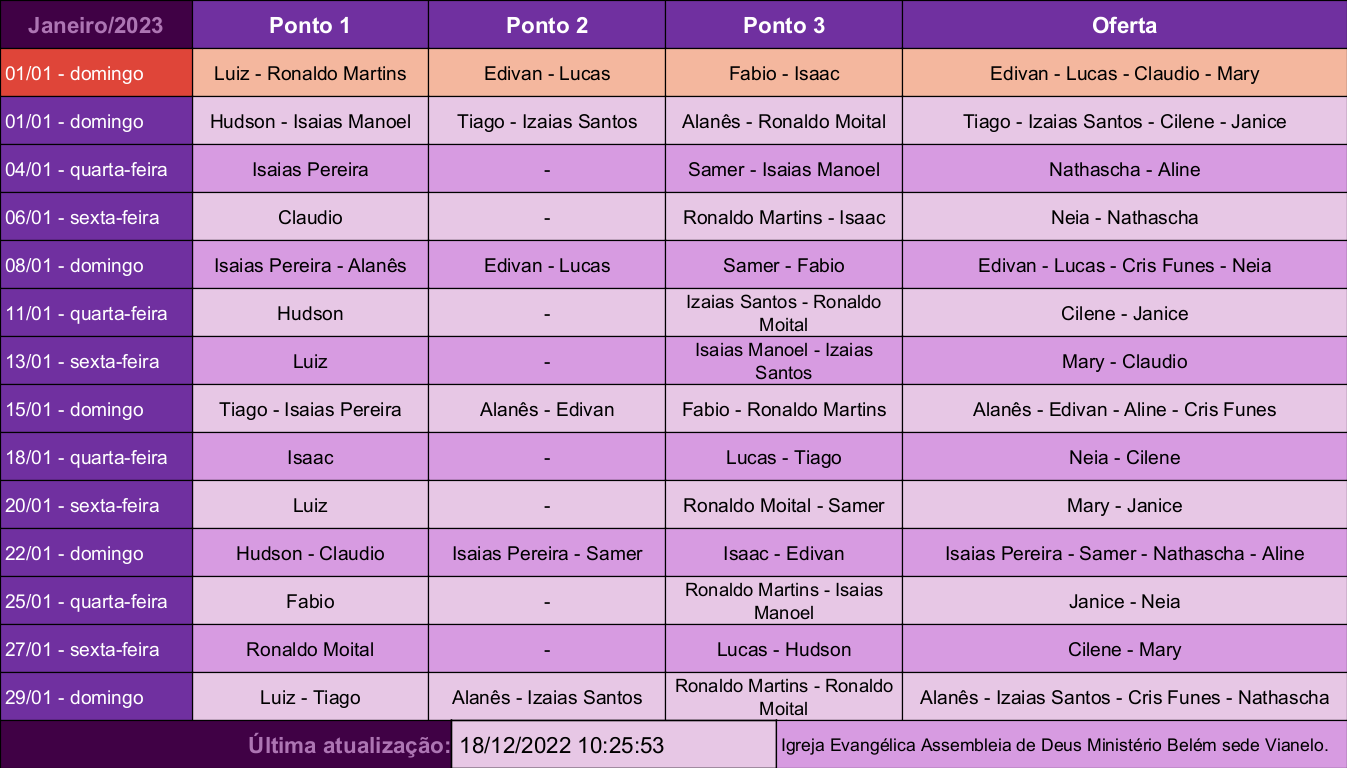 Janeiro/2023 Ponto 1 Ponto 2 Ponto 3 Oferta
01/01 - domingo Luiz - Ronaldo Martins Edivan - Lucas Fabio - Isaac Edivan - Lucas - Claudio - Mary
01/01 - domingo Hudson - Isaias Manoel Tiago - Izaias Santos Alanês - Ronaldo Moital Tiago - Izaias Santos - Cilene - Janice
04/01 - quarta-feira Isaias Pereira - Samer - Isaias Manoel Nathascha - Aline
06/01 - sexta-feira Claudio - Ronaldo Martins - Isaac Neia - Nathascha
08/01 - domingo Isaias Pereira - Alanês Edivan - Lucas Samer - Fabio Edivan - Lucas - Cris Funes - Neia
11/01 - quarta-feira Hudson - Izaias Santos - Ronaldo
Moital Cilene - Janice
13/01 - sexta-feira Luiz - Isaias Manoel - Izaias
Santos Mary - Claudio
15/01 - domingo Tiago - Isaias Pereira Alanês - Edivan Fabio - Ronaldo Martins Alanês - Edivan - Aline - Cris Funes
18/01 - quarta-feira Isaac - Lucas - Tiago Neia - Cilene
20/01 - sexta-feira Luiz - Ronaldo Moital - Samer Mary - Janice
22/01 - domingo Hudson - Claudio Isaias Pereira - Samer Isaac - Edivan Isaias Pereira - Samer - Nathascha - Aline
25/01 - quarta-feira Fabio - Ronaldo Martins - Isaias
Manoel Janice - Neia
27/01 - sexta-feira Ronaldo Moital - Lucas - Hudson Cilene - Mary
29/01 - domingo Luiz - Tiago Alanês - Izaias Santos Ronaldo Martins - Ronaldo
Moital Alanês - Izaias Santos - Cris Funes - Nathascha
Última atualização: 18/12/2022 10:25:53 Igreja Evangélica Assembleia de Deus Ministério Belém sede Vianelo.